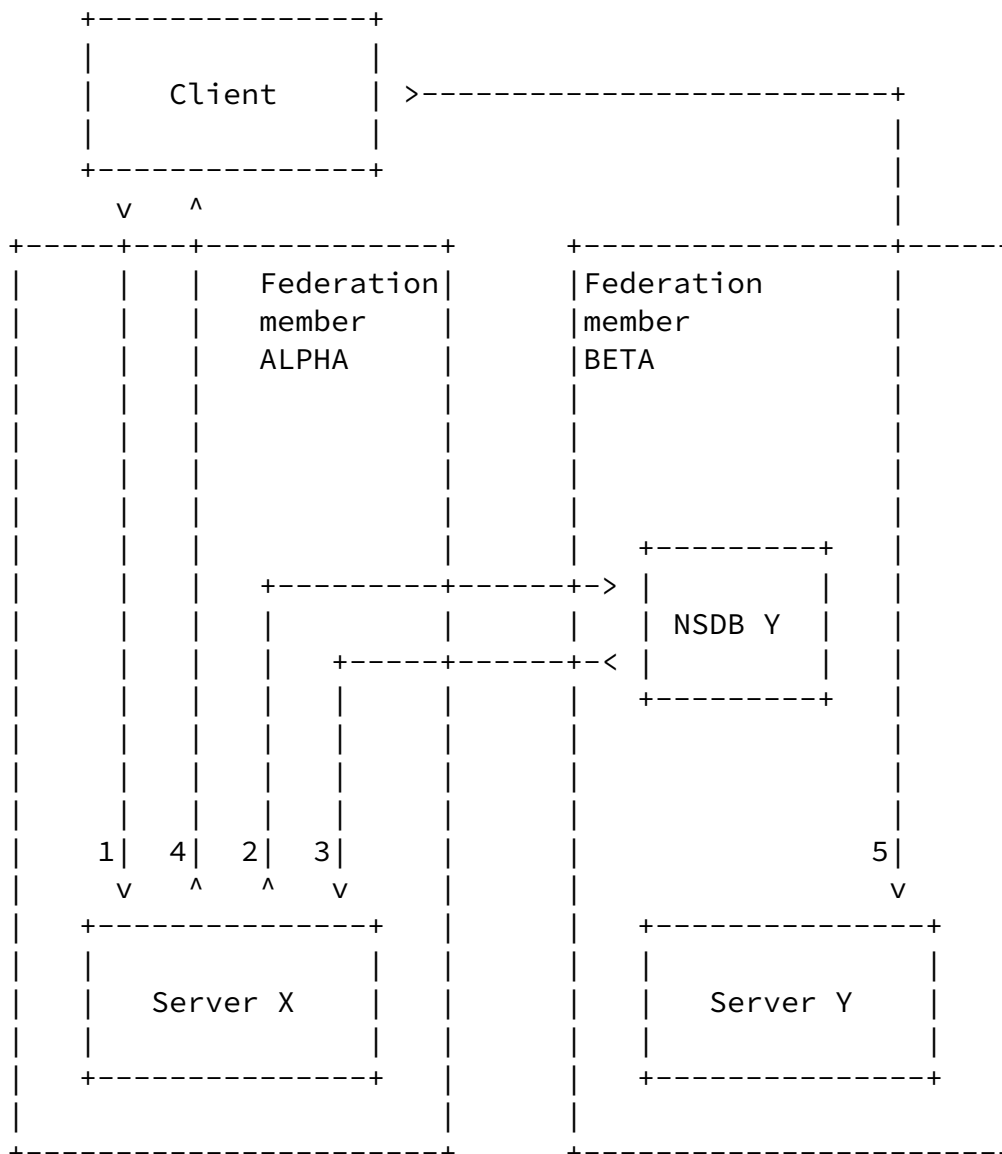 Client
Federation Federation
member member
ALPHA BETA
NSDB Y
1 4 2 3 5
Server X Server Y